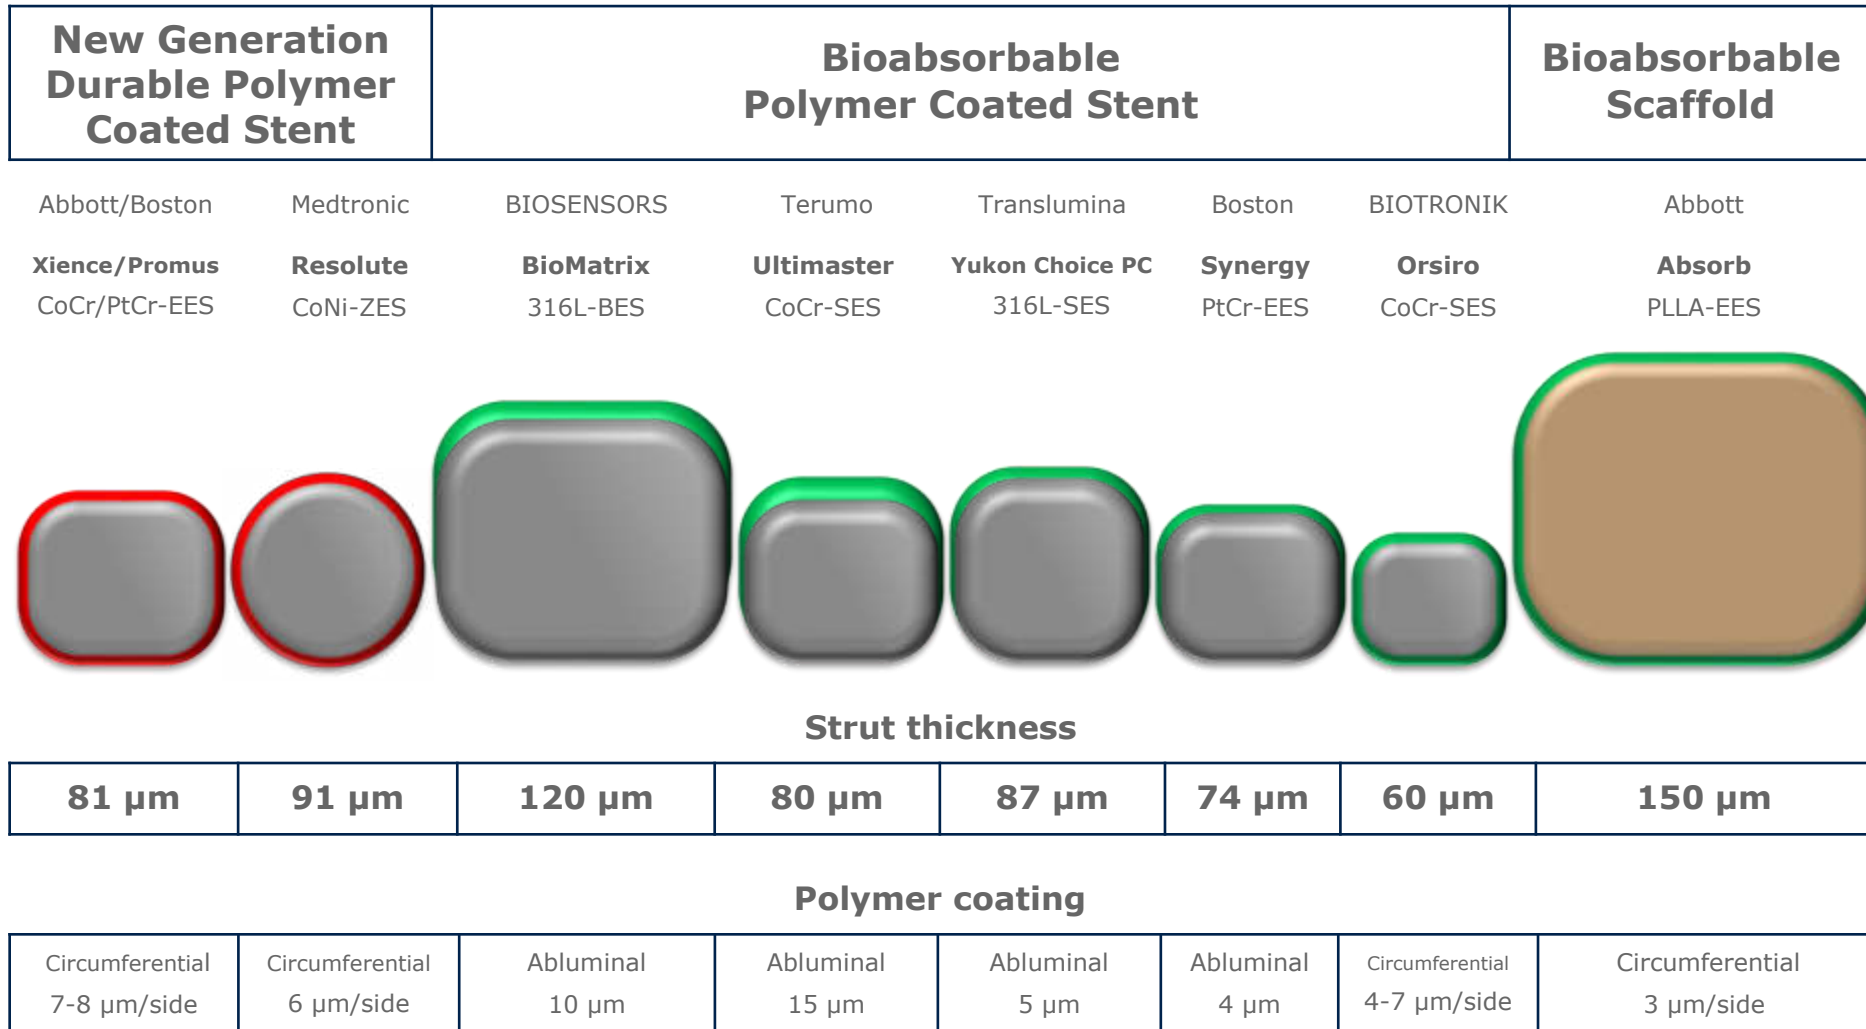 New Generation
Durable Polymer
Coated Stent
Bioabsorbable
Polymer Coated Stent
Bioabsorbable
Scaffold
Abbott/Boston Medtronic BIOSENSORS Terumo Translumina Boston BIOTRONIK Abbott
Xience/Promus Resolute BioMatrix Ultimaster Yukon Choice PC Synergy Orsiro Absorb
CoCr/PtCr-EES CoNi-ZES 316L-BES CoCr-SES 316L-SES PtCr-EES CoCr-SES PLLA-EES
Strut thickness
81 μm 91 μm 120 μm 80 μm 87 μm 74 μm 60 μm 150 μm
Polymer coating
Circumferential Circumferential Abluminal Abluminal Abluminal Abluminal Circumferential Circumferential
7-8 μm/side 6 μm/side 10 μm 15 μm 5 μm 4 μm 4-7 μm/side 3 μm/side